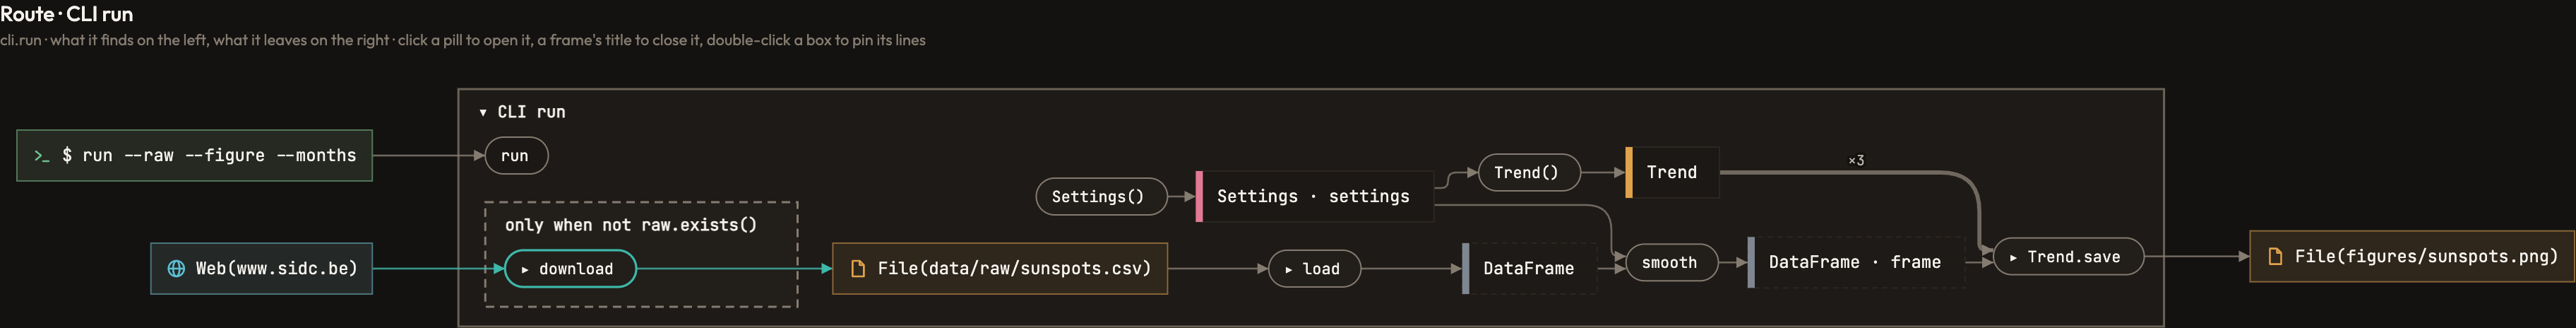 Route · CLI run
cli.run · what it finds on the left, what it leaves on the right · click a pill to open it, a frame's title to close it, double-click a box to pin its lines
▾ CLI run
>_ $ run --raw --figure --months
run
×3
Trend()
Trend
Settings()
Settings · settings
only when not raw.exists()
Web(www.sidc.be)
▸ download
File(data/raw/sunspots.csv)
▸ load
DataFrame
smooth
DataFrame · frame
▸ Trend.save
File(figures/sunspots.png)